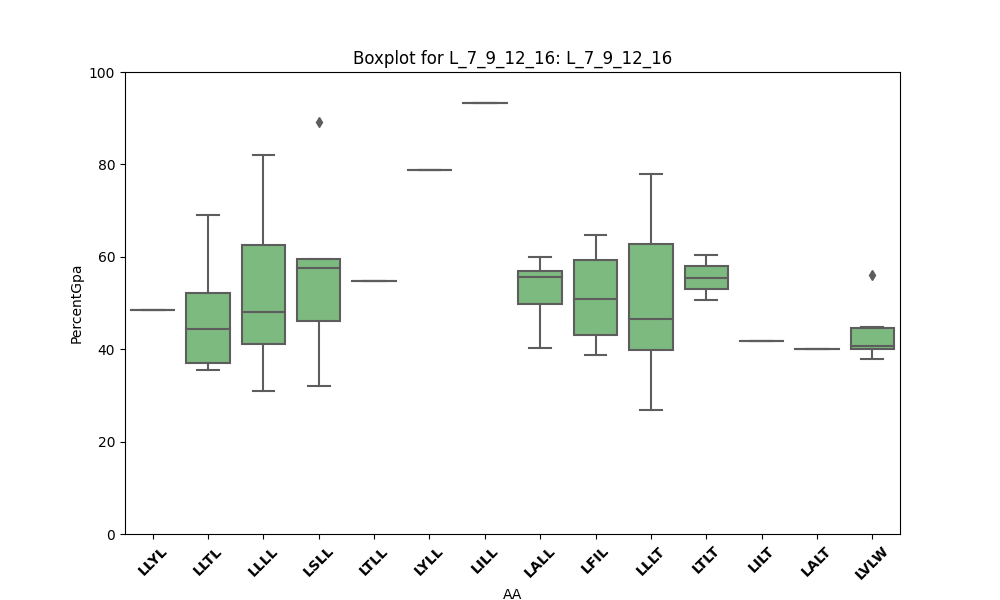 Boxplot for L_7_9_12_16: L_7_9_12_16
100
80
60
40
20
0
PercentGpa
LLYL LLTL LLLL LSLL LTLL LYLL LILL LALL LFIL LLLT LTLT LILT LALT LVLW
AA